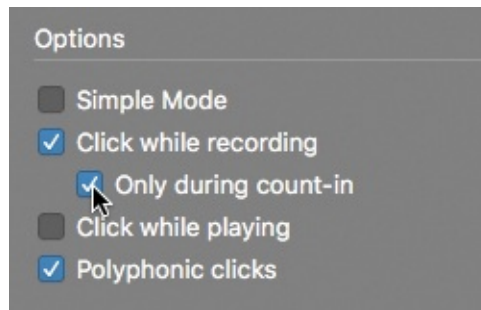 Options
Simple Mode
Click while recording
Only during count-in
Click while playing
Polyphonic clicks